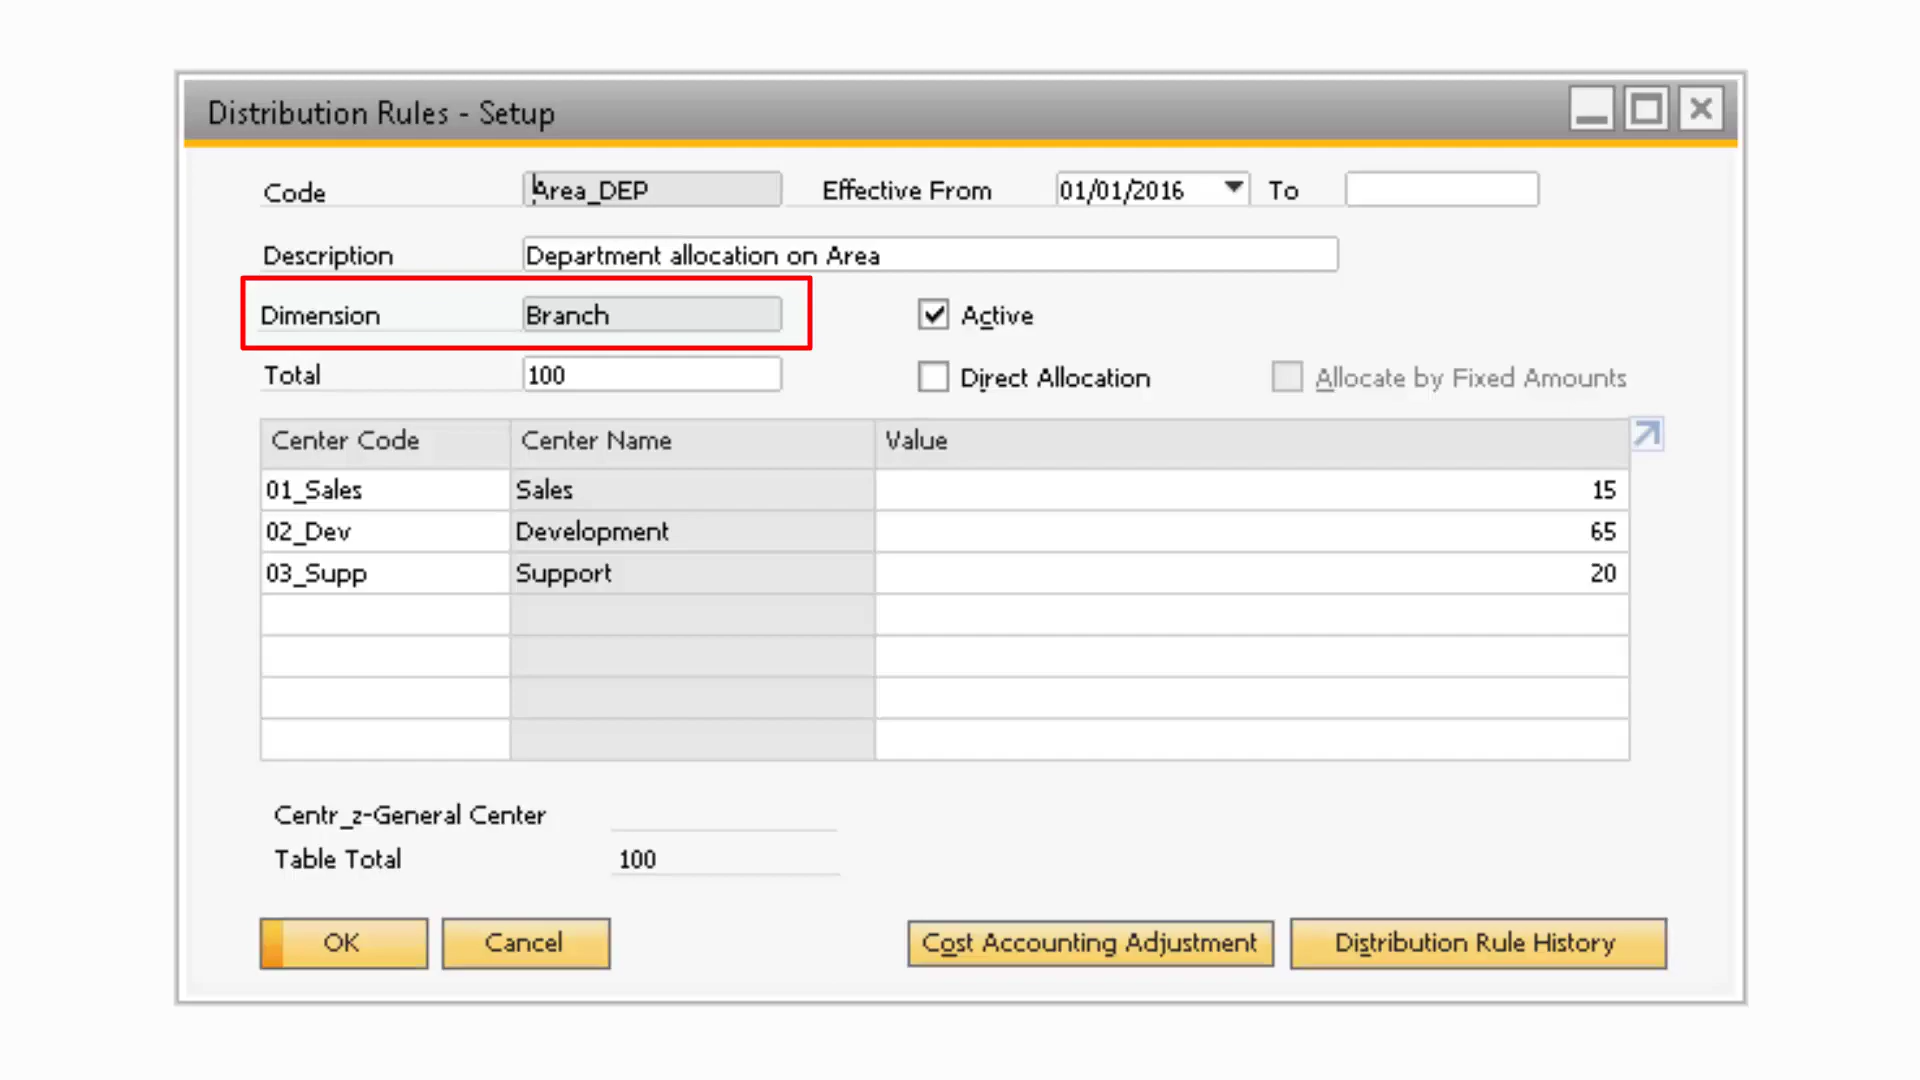 Distribution Rules - Setup
Code Area_DEP Effective From 01/01/2016 To
Description Department allocation on Area
Dimension Branch Active
Total 100 Direct Allocation Allocate by Fixed Amounts
Center Code Center Name Value
01_Sales Sales 15
02_Dev Development 65
03_Supp Support 20
Centr_z-General Center
Table Total 100
OK Cancel Cost Accounting Adjustment Distribution Rule History